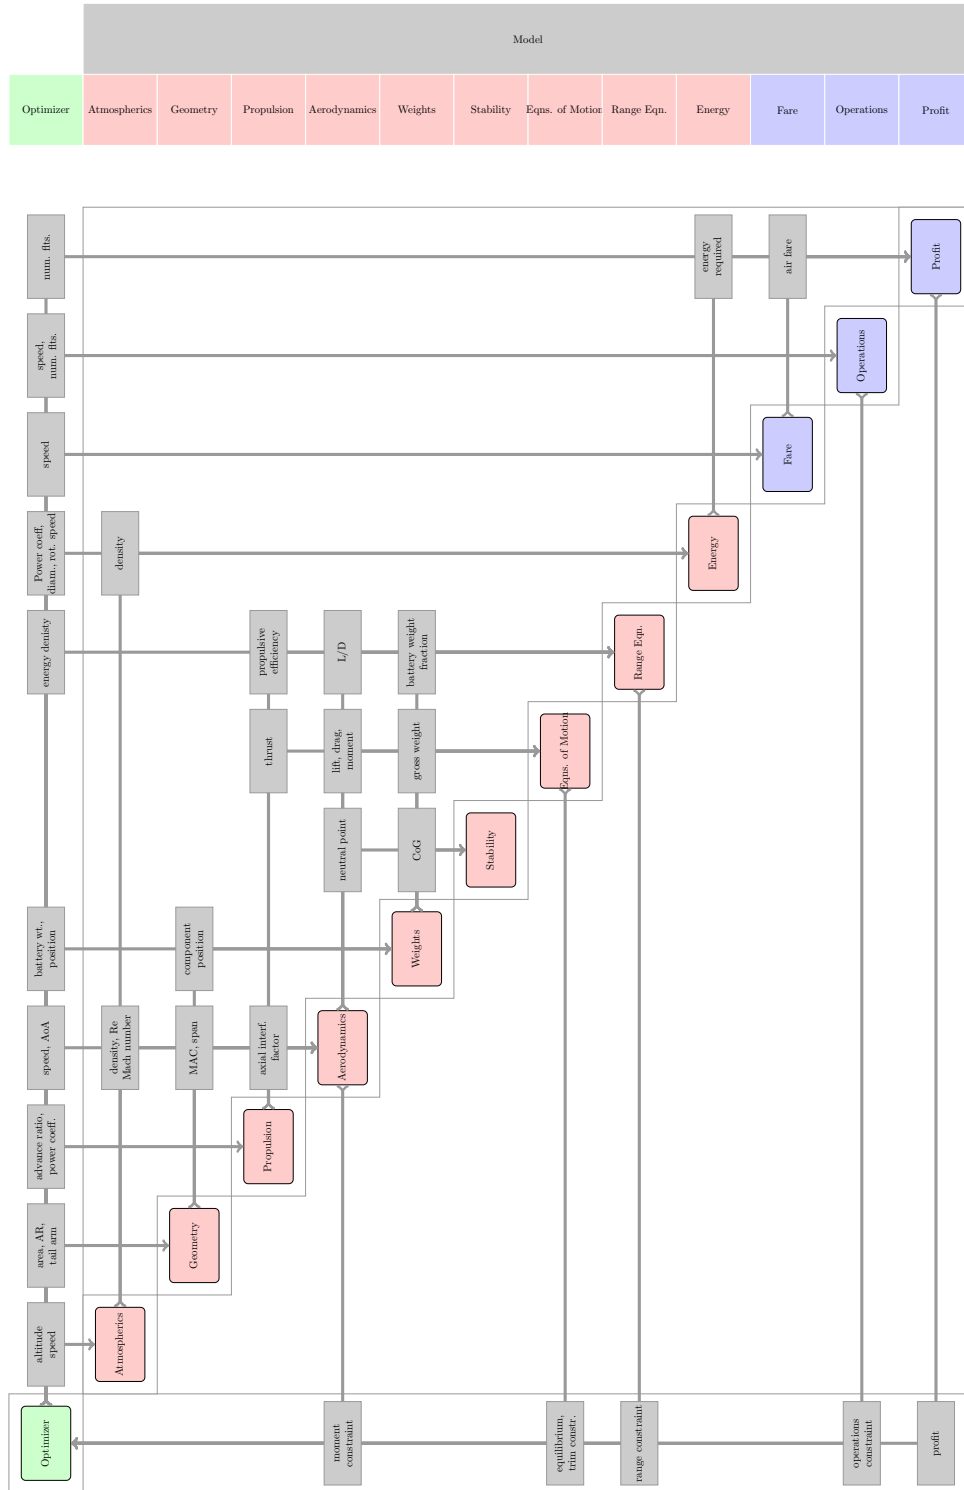 Model
Optimizer
Atmospherics
Geometry
Propulsion
Aerodynamics
Weights
Stability
Eqns. of Motion
Range Eqn.
Energy
Fare
Operations
Profit
num. flts.
energy
required
air fare
Profit
speed,
num. flts.
Operations
speed
Fare
Power coeff,
diam., rot. speed
density
Energy
energy denisty
propulsive
efficiency
L/D
battery weight
fraction
Range Eqn.
thrust
lift, drag,
moment
gross weight
Eqns. of Motion
neutral point
CoG
Stability
battery wt.,
position
component
position
Weights
speed, AoA
density, Re
Mach number
MAC, span
axial interf.
factor
Aerodynamics
advance ratio,
power coeff.
Propulsion
area, AR,
tail arm
Geometry
altitude
speed
Atmospherics
Optimizer
moment
constraint
equilibrium,
trim constr.
range constraint
operations
constraint
profit